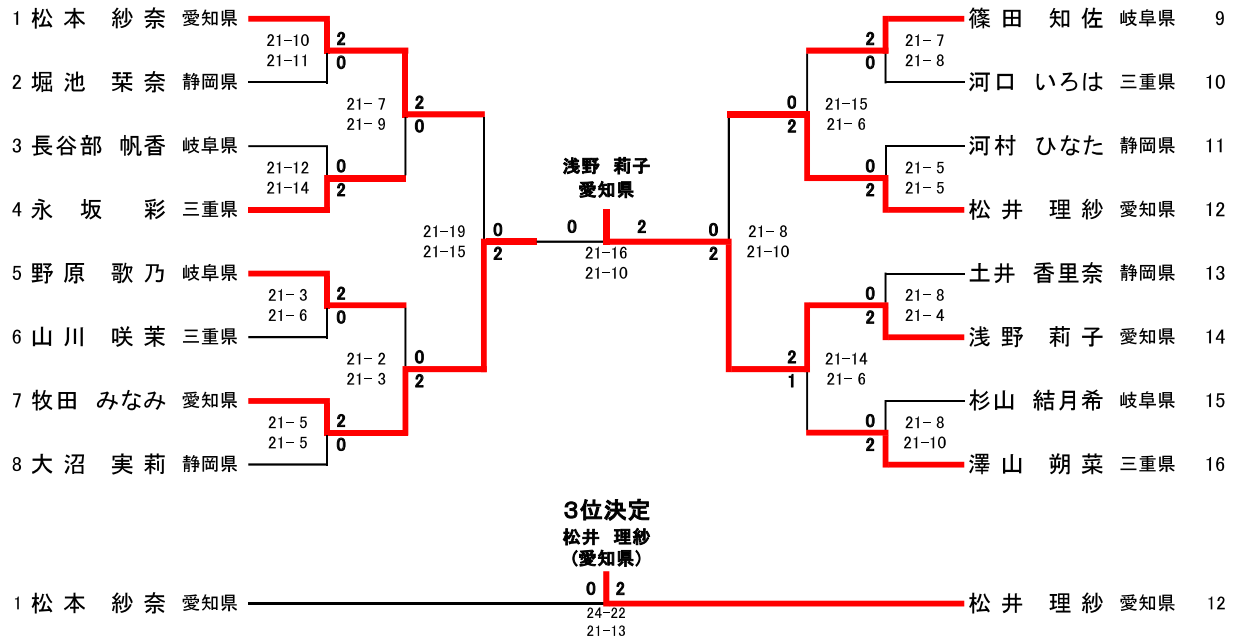 1 松本 紗奈 愛知県
21-10
21-11
2
0
2 堀池 栞奈 静岡県
21- 7
21- 9
2
0
3 長谷部 帆香 岐阜県
21-12
21-14
0
2
4 永坂 彩 三重県
21-19
21-15
0
2
5 野原 歌乃 岐阜県
21- 3
21- 6
2
0
6 山川 咲茉 三重県
21- 2
21- 3
0
2
7 牧田 みなみ 愛知県
21- 5
21- 5
2
0
8 大沼 実莉 静岡県
浅野 莉子
愛知県
0 2
21-16
21-10
篠田 知佐 岐阜県 9
2
0
21- 7
21- 8
河口 いろは 三重県 10
0
2
21-15
21- 6
河村 ひなた 静岡県 11
0
2
21- 5
21- 5
松井 理紗 愛知県 12
0
2
21- 8
21-10
土井 香里奈 静岡県 13
0
2
21- 8
21- 4
浅野 莉子 愛知県 14
2
1
21-14
21- 6
杉山 結月希 岐阜県 15
0
2
21- 8
21-10
澤山 朔菜 三重県 16
3位決定
松井 理紗
(愛知県)
0 2
1 松本 紗奈 愛知県
24-22
21-13
松井 理紗 愛知県 12